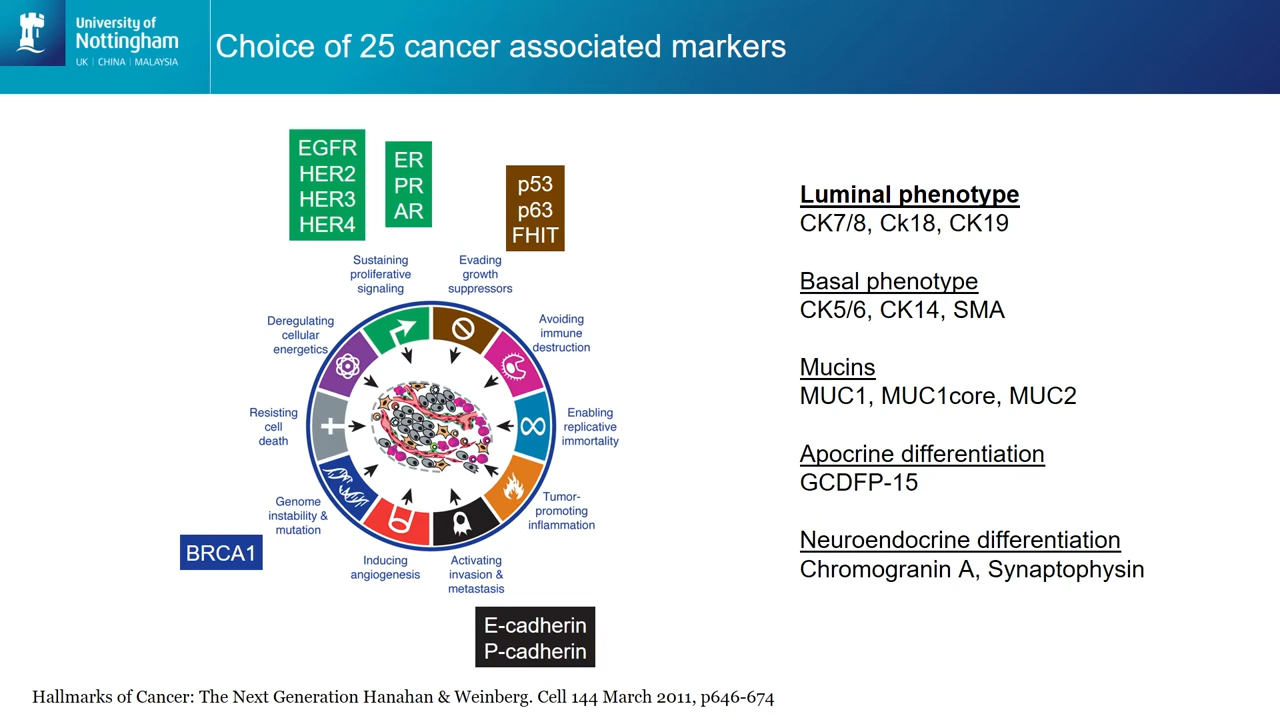 University of
Nottingham
UK | CHINA | MALAYSIA
Choice of 25 cancer associated markers
EGFR
HER2
HER3
HER4
ER
PR
AR
p53
p63
FHIT
Sustaining
proliferative
signaling
Evading
growth
suppressors
Deregulating
cellular
energetics
Avoiding
immune
destruction
Resisting
cell
death
Enabling
replicative
immortality
Genome
instability &
mutation
Tumor-
promoting
inflammation
BRCA1
Inducing
angiogenesis
Activating
invasion &
metastasis
E-cadherin
P-cadherin
Luminal phenotype
CK7/8, Ck18, CK19
Basal phenotype
CK5/6, CK14, SMA
Mucins
MUC1, MUC1core, MUC2
Apocrine differentiation
GCDFP-15
Neuroendocrine differentiation
Chromogranin A, Synaptophysin
Hallmarks of Cancer: The Next Generation Hanahan & Weinberg. Cell 144 March 2011, p646-674